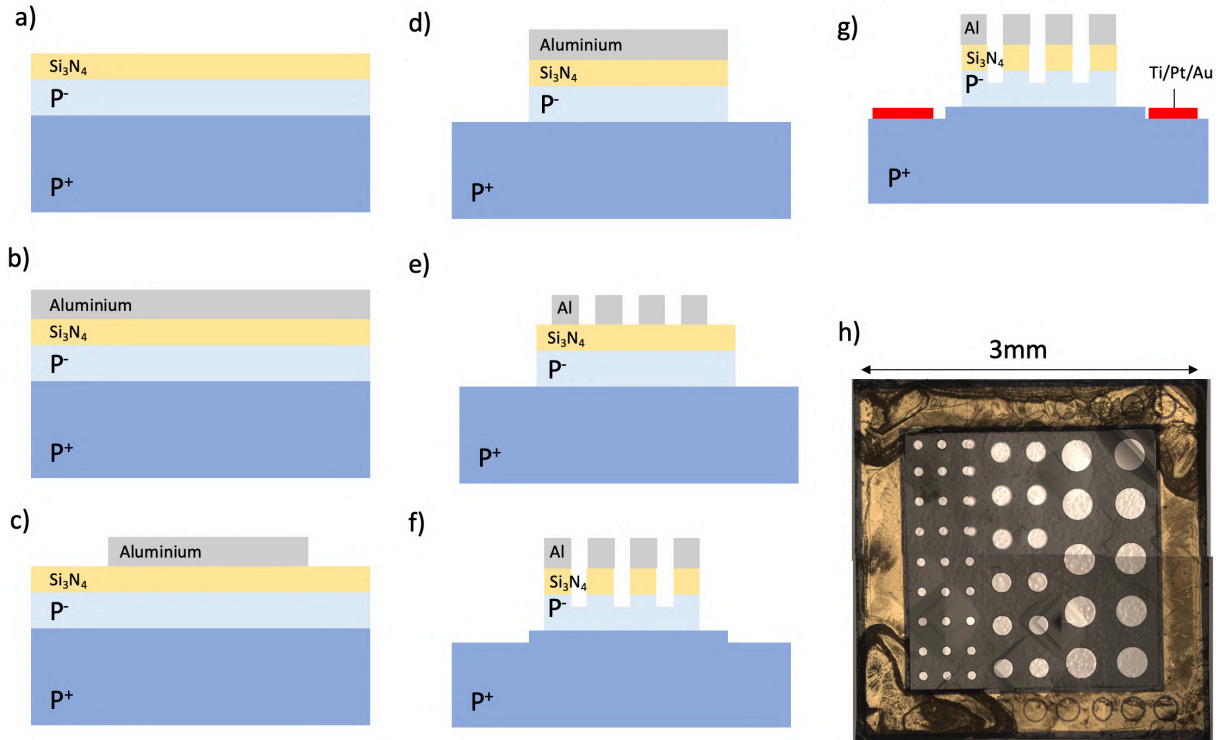 a)
Si₃N₄
P⁻
P⁺
b)
Aluminium
Si₃N₄
P⁻
P⁺
c)
Aluminium
Si₃N₄
P⁻
P⁺
d)
Aluminium
Si₃N₄
P⁻
P⁺
e)
Al
Si₃N₄
P⁻
P⁺
f)
Al
Si₃N₄
P⁻
P⁺
g)
Al
Si₃N₄
P⁻
Ti/Pt/Au
P⁺
h)
3mm